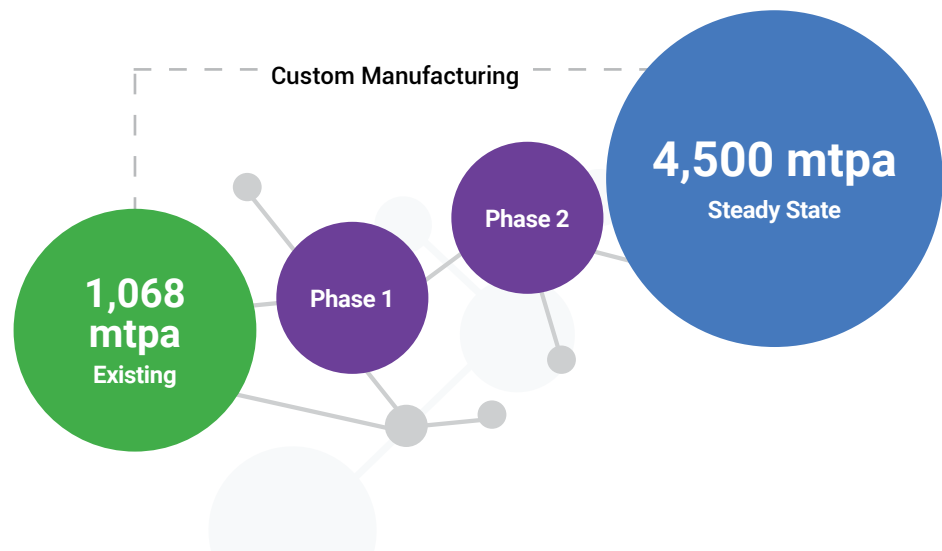 Custom Manufacturing
1,068
mtpa
Existing
Phase 1
Phase 2
4,500 mtpa
Steady State